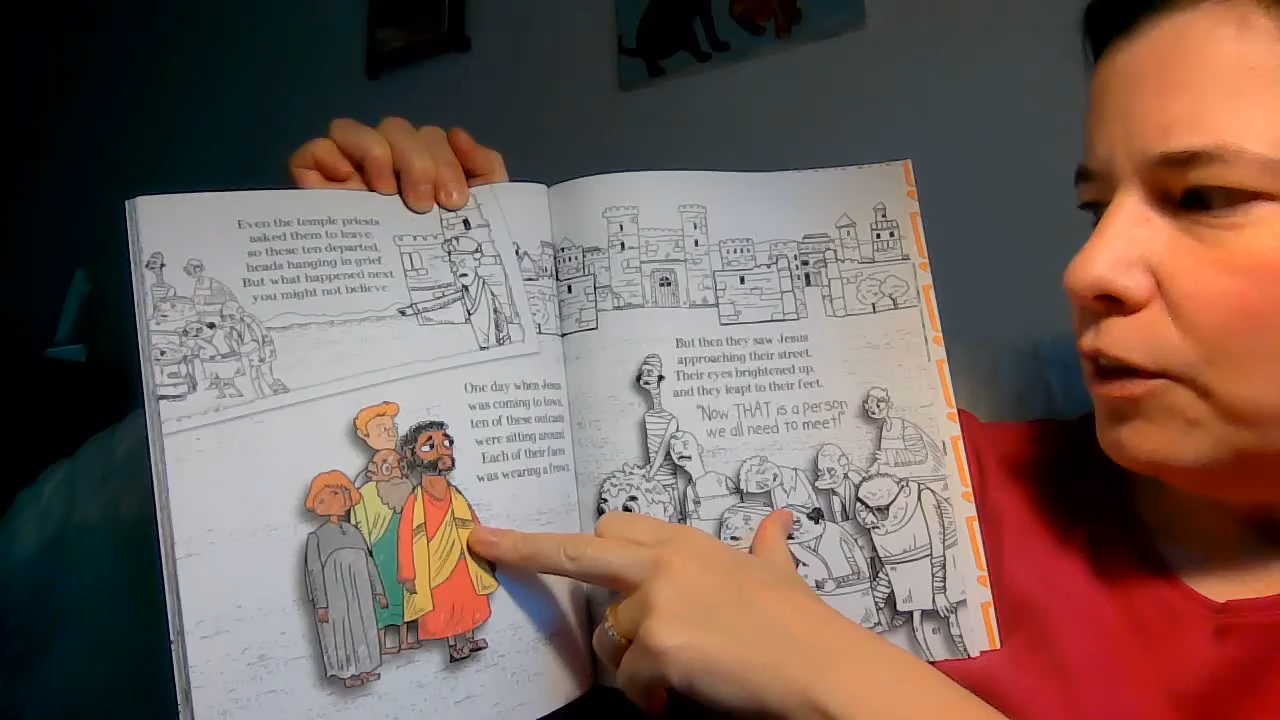 Even the temple priests
asked them to leave,
so these ten departed,
heads hanging in grief.
But what happened next
you might not believe.
One day when Jesus
was coming to town,
ten of these outcasts
were sitting around.
Each of their faces
was wearing a frown.
But then they saw Jesus
approaching their street.
Their eyes brightened up,
and they leapt to their feet.
"Now THAT is a person
we all need to meet!"